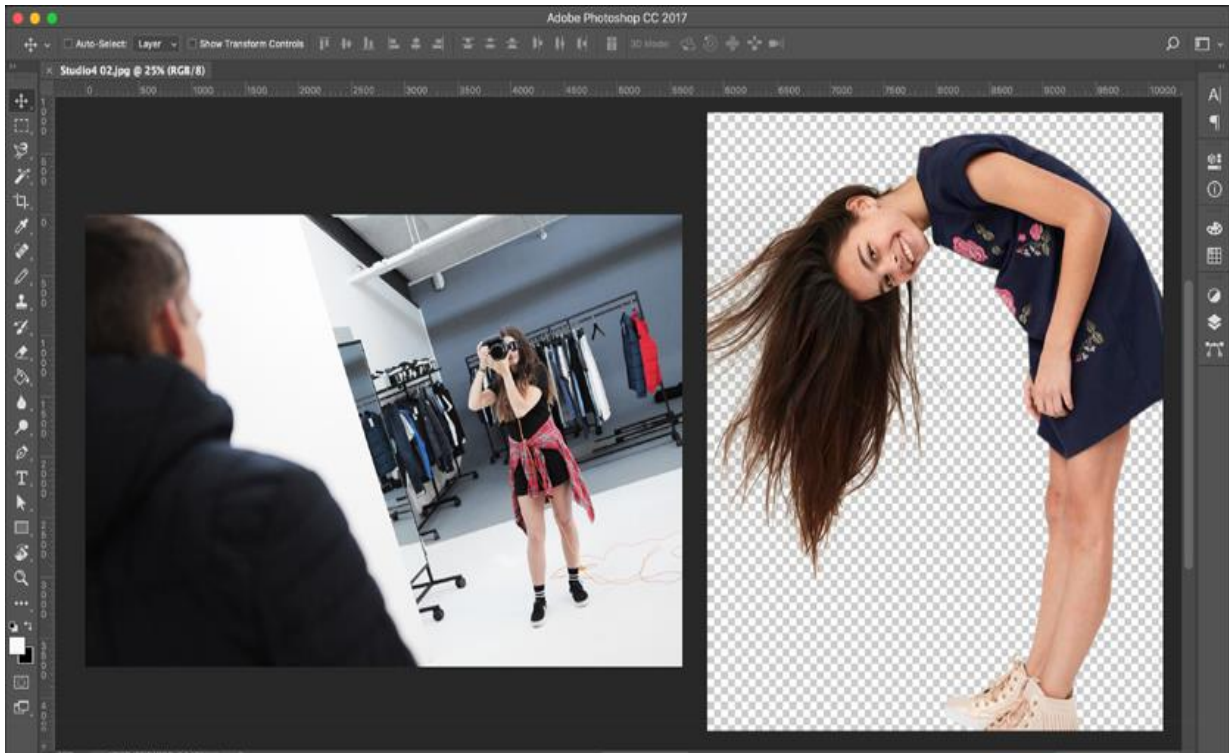 Adobe Photoshop CC 2017
Auto-Select: Layer Show Transform Controls 3D Mode:
× Studio4 02.jpg @ 25% (RGB/8)
0 500 1000 1500 2000 2500 3000 3500 4000 4500 5000 5500 6000 6500 7000 7500 8000 8500 9000 9500 10000
A
T